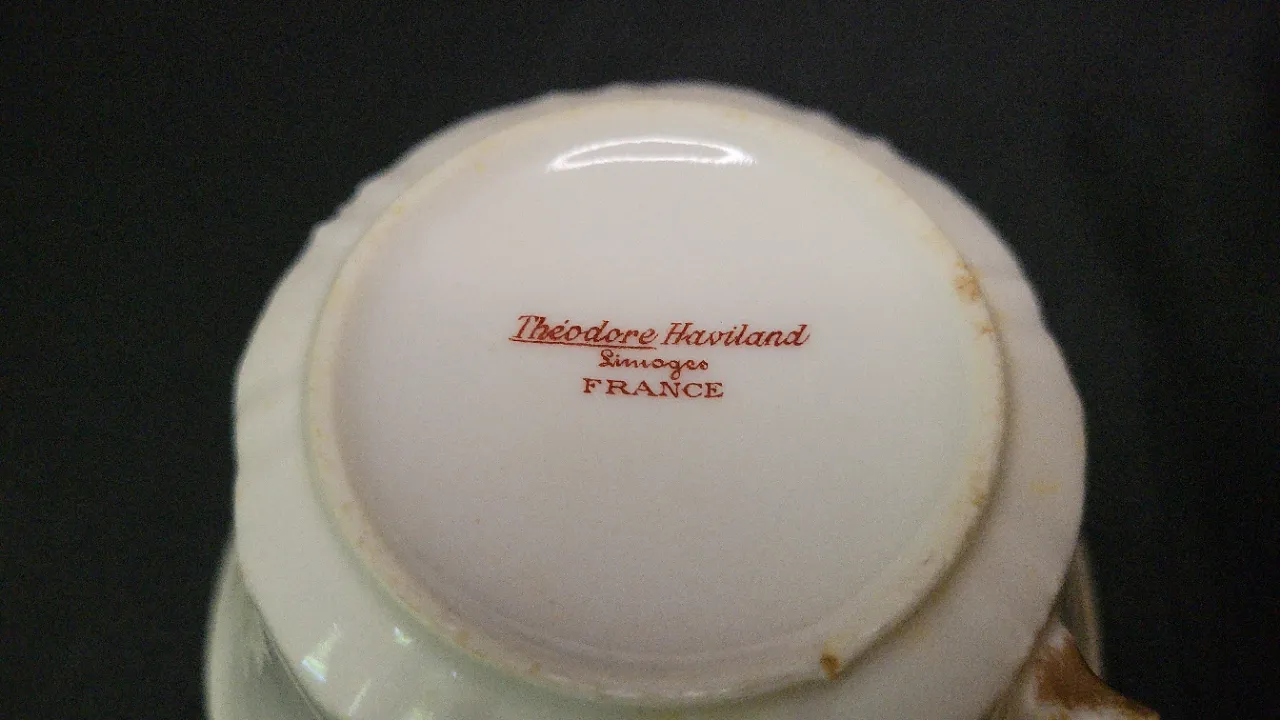 Théodore Haviland
Limoges
FRANCE